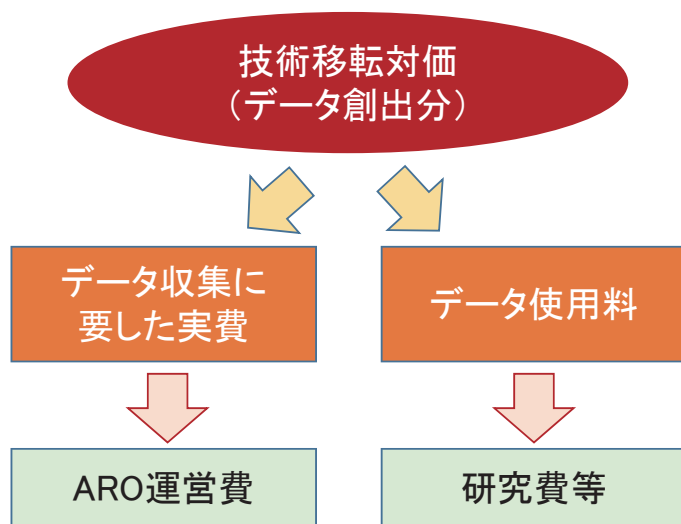 技術移転対価
（データ創出分）
データ収集に
要した実費
データ使用料
ARO運営費
研究費等